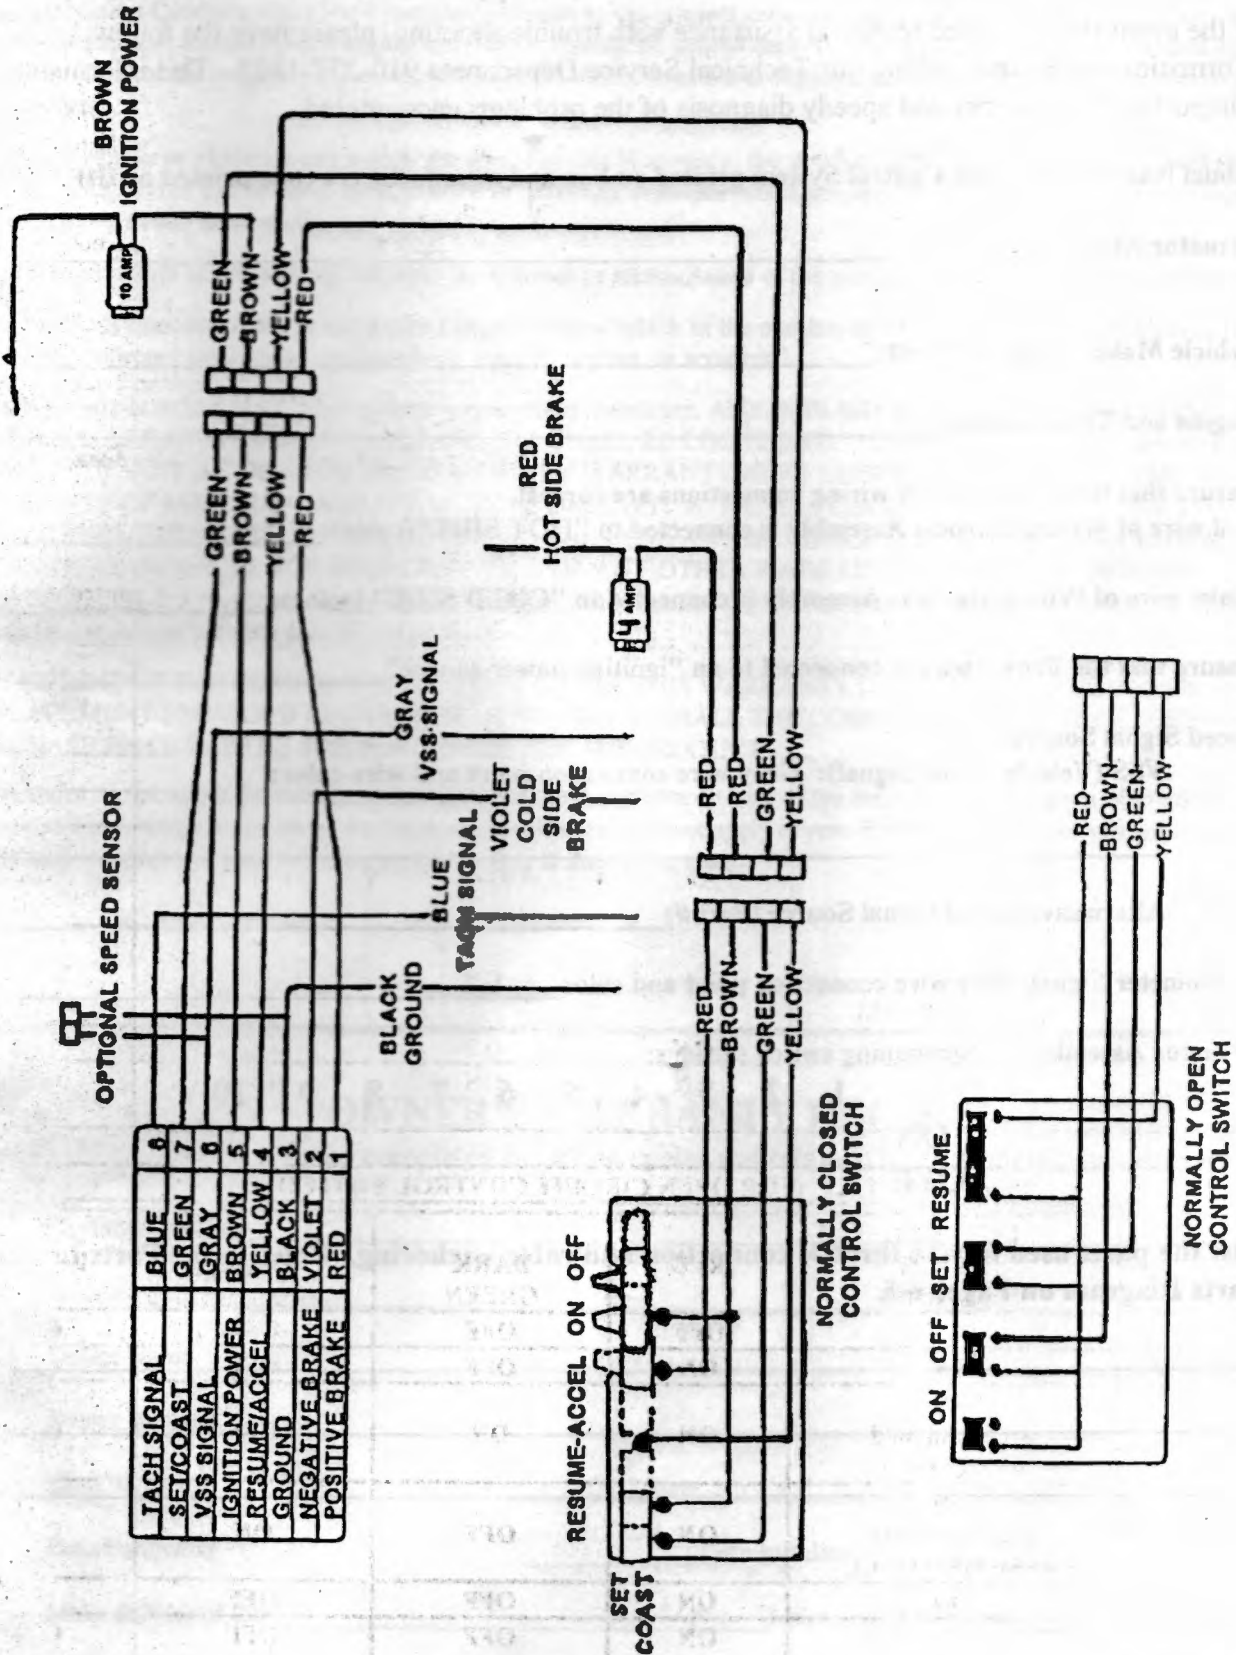 BROWN
IGNITION POWER
10 AMP
GREEN
BROWN
YELLOW
RED
GREEN
BROWN
YELLOW
RED
RED
HOT SIDE BRAKE
4 AMP
GRAY
VSS SIGNAL
VIOLET
COLD
SIDE
BRAKE
BLUE
TACH SIGNAL
BLACK
GROUND
OPTIONAL SPEED SENSOR
TACH SIGNAL BLUE 8
SET/COAST GREEN 7
VSS SIGNAL GRAY 6
IGNITION POWER BROWN 5
RESUME/ACCEL YELLOW 4
GROUND BLACK 3
NEGATIVE BRAKE VIOLET 2
POSITIVE BRAKE RED 1
RED
RED
GREEN
YELLOW
RED
BROWN
GREEN
YELLOW
SET
COAST
RESUME-ACCEL ON OFF
NORMALLY CLOSED
CONTROL SWITCH
RED
BROWN
GREEN
YELLOW
ON OFF SET RESUME
NORMALLY OPEN
CONTROL SWITCH